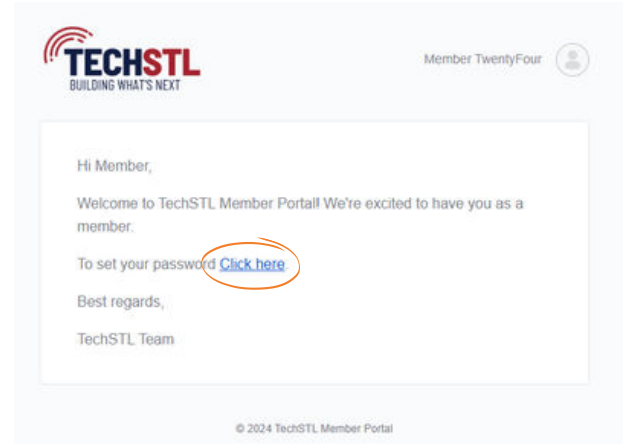 TECHSTL
BUILDING WHAT'S NEXT
Member TwentyFour
Hi Member,
Welcome to TechSTL Member Portal! We're excited to have you as a
member.
To set your password Click here.
Best regards,
TechSTL Team
© 2024 TechSTL Member Portal